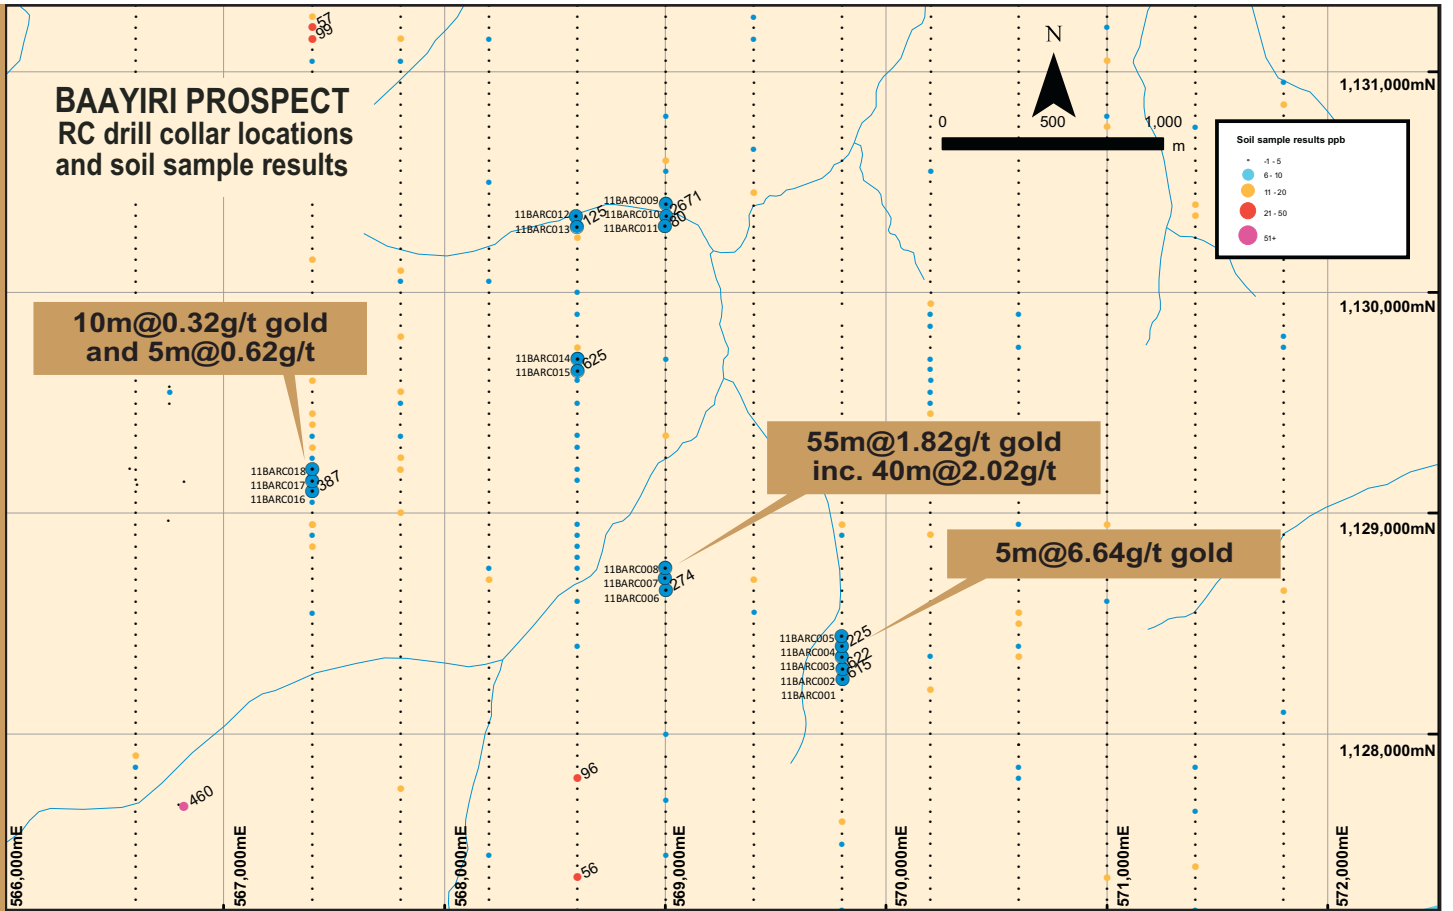 57
99
N
1,131,000mN
BAAYIRI PROSPECT
RC drill collar locations
and soil sample results
0 500 1,000
m
Soil sample results ppb
-1 - 5
6 - 10
11 - 20
21 - 50
51+
11BARC009
2671
11BARC012
125
11BARC010
80
11BARC013
11BARC011
1,130,000mN
10m@0.32g/t gold
and 5m@0.62g/t
11BARC014
625
11BARC015
55m@1.82g/t gold
inc. 40m@2.02g/t
11BARC018
11BARC017
387
11BARC016
1,129,000mN
5m@6.64g/t gold
11BARC008
11BARC007
274
11BARC006
11BARC005
225
11BARC004
622
11BARC003
615
11BARC002
11BARC001
1,128,000mN
96
460
56
566,000mE
567,000mE
568,000mE
569,000mE
570,000mE
571,000mE
572,000mE